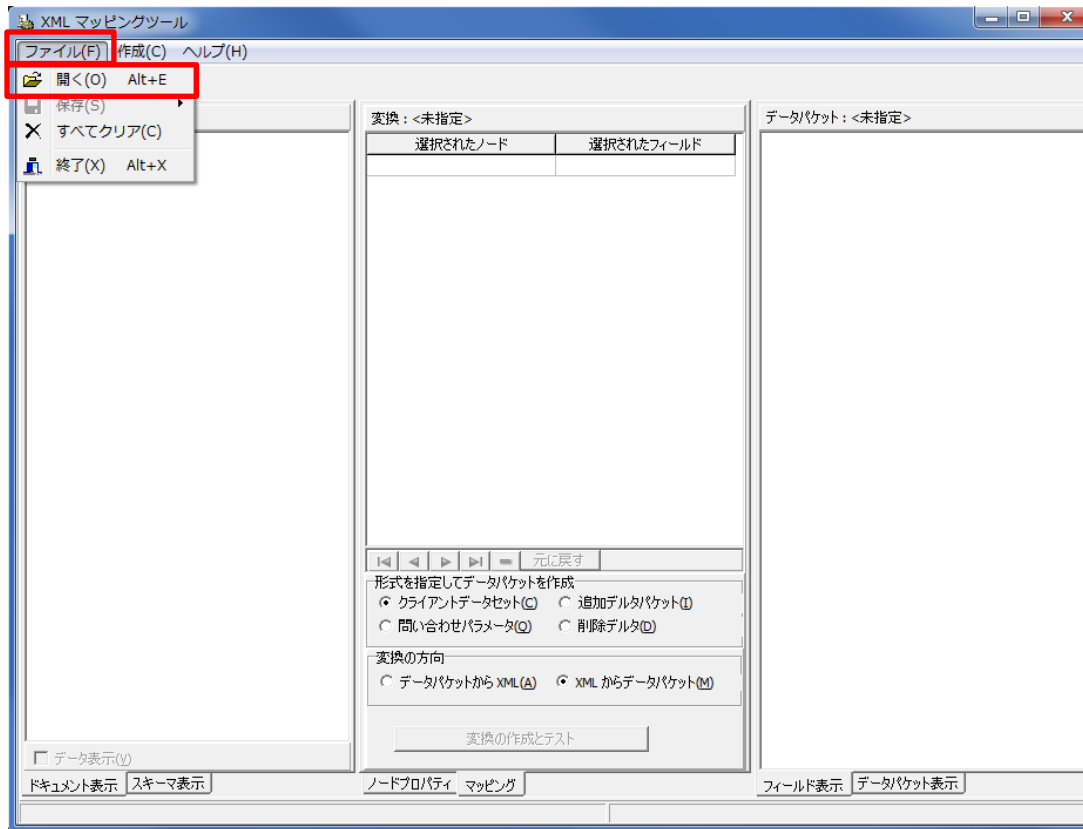 XML マッピングツール
ファイル(F) 作成(C) ヘルプ(H)
開く(O) Alt+E
保存(S)
すべてクリア(C)
終了(X) Alt+X
変換 : <未指定>
選択されたノード 選択されたフィールド
元に戻す
形式を指定してデータパケットを作成
クライアントデータセット(C) 追加デルタパケット(I)
問い合わせパラメータ(Q) 削除デルタ(D)
変換の方向
データパケットから XML(A) XML からデータパケット(M)
変換の作成とテスト
データパケット : <未指定>
データ表示(V)
ドキュメント表示 スキーマ表示
ノードプロパティ マッピング
フィールド表示 データパケット表示